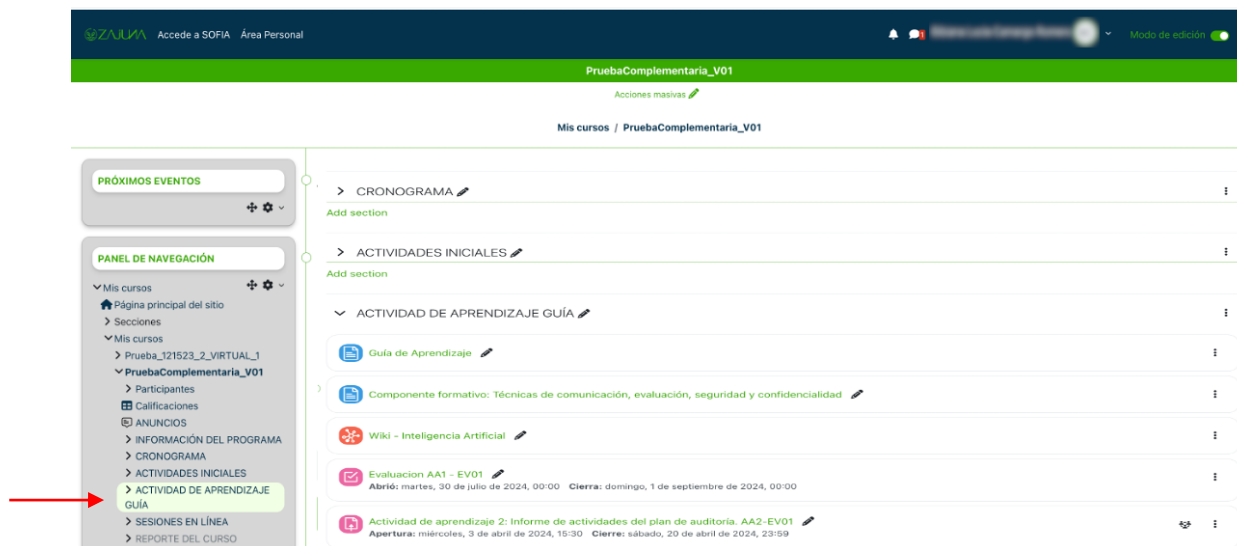 ZAJUNA Accede a SOFIA Área Personal
1
Modo de edición
PruebaComplementaria_V01
Acciones masivas
Mis cursos / PruebaComplementaria_V01
PRÓXIMOS EVENTOS
PANEL DE NAVEGACIÓN
Mis cursos
Página principal del sitio
Secciones
Mis cursos
Prueba_121523_2_VIRTUAL_1
PruebaComplementaria_V01
Participantes
Calificaciones
ANUNCIOS
INFORMACIÓN DEL PROGRAMA
CRONOGRAMA
ACTIVIDADES INICIALES
ACTIVIDAD DE APRENDIZAJE
GUÍA
SESIONES EN LÍNEA
REPORTE DEL CURSO
CRONOGRAMA
Add section
ACTIVIDADES INICIALES
Add section
ACTIVIDAD DE APRENDIZAJE GUÍA
Guía de Aprendizaje
Componente formativo: Técnicas de comunicación, evaluación, seguridad y confidencialidad
Wiki - Inteligencia Artificial
Evaluacion AA1 - EV01
Abrió: martes, 30 de julio de 2024, 00:00 Cierra: domingo, 1 de septiembre de 2024, 00:00
Actividad de aprendizaje 2: Informe de actividades del plan de auditoría. AA2-EV01
Apertura: miércoles, 3 de abril de 2024, 15:30 Cierre: sábado, 20 de abril de 2024, 23:59